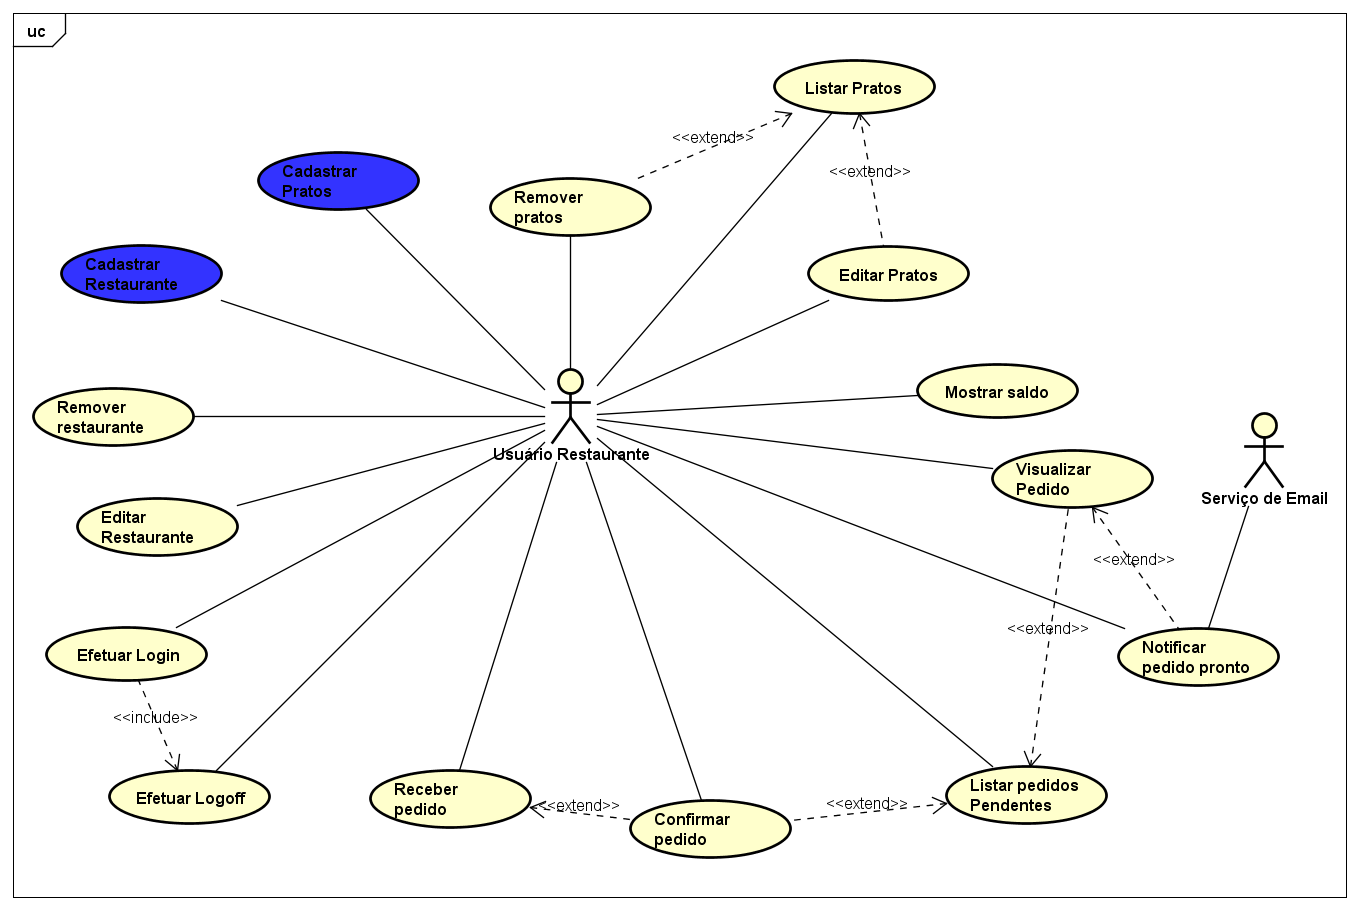 uc
Listar Pratos
<<extend>>
Cadastrar
Pratos
<<extend>>
Remover
pratos
Cadastrar
Restaurante
Editar Pratos
Mostrar saldo
Remover
restaurante
Usuário Restaurante
Visualizar
Pedido
Serviço de Email
Editar
Restaurante
<<extend>>
<<extend>>
Efetuar Login
Notificar
pedido pronto
<<include>>
Efetuar Logoff
Receber
pedido
<<extend>>
Confirmar
pedido
<<extend>>
Listar pedidos
Pendentes